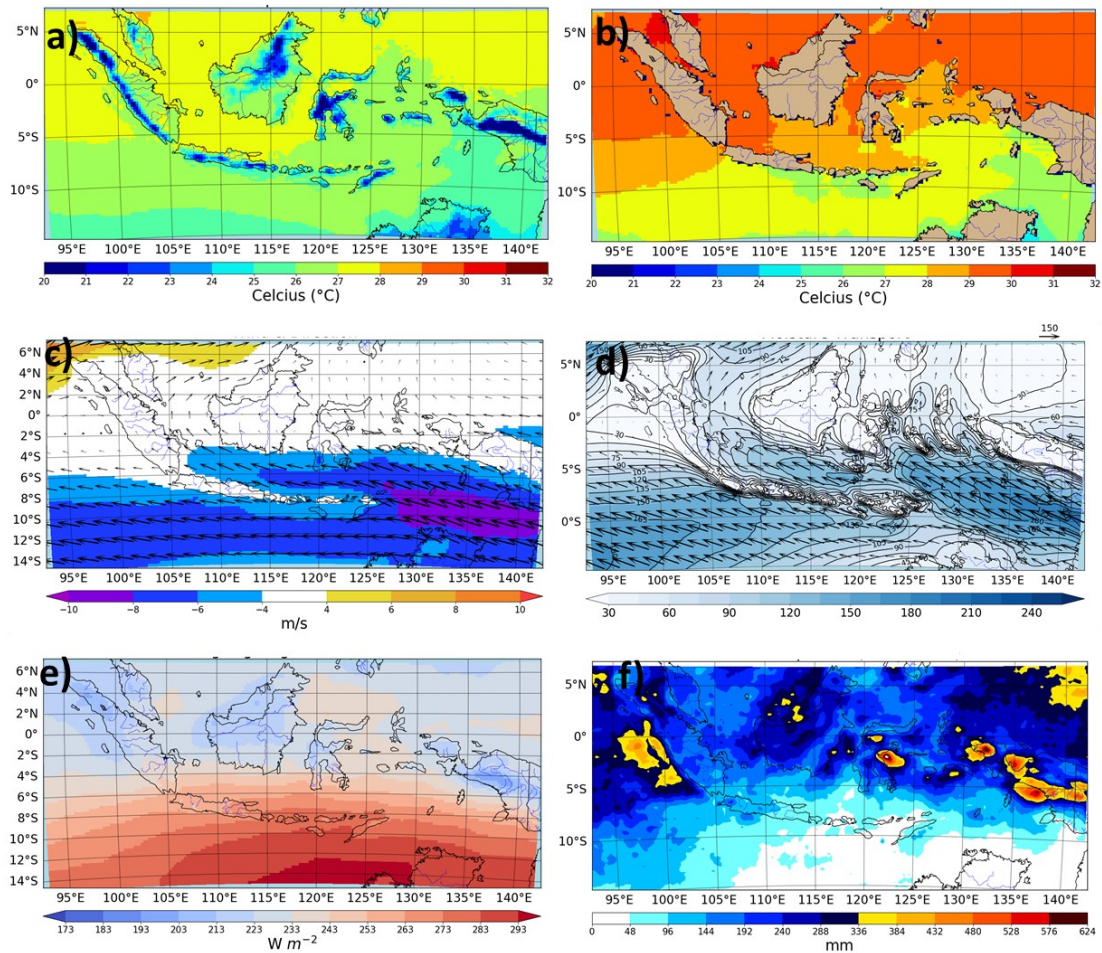 a)
5°N
0°
5°S
10°S
95°E 100°E 105°E 110°E 115°E 120°E 125°E 130°E 135°E 140°E
20 21 22 23 24 25 26 27 28 29 30 31 32
Celcius (°C)
b)
5°N
0°
5°S
10°S
95°E 100°E 105°E 110°E 115°E 120°E 125°E 130°E 135°E 140°E
20 21 22 23 24 25 26 27 28 29 30 31 32
Celcius (°C)
c)
6°N
4°N
2°N
0°
2°S
4°S
6°S
8°S
10°S
12°S
14°S
95°E 100°E 105°E 110°E 115°E 120°E 125°E 130°E 135°E 140°E
−10 −8 −6 −4 4 6 8 10
m/s
150
d)
5°N
0°
5°S
0°S
95°E 100°E 105°E 110°E 115°E 120°E 125°E 130°E 135°E 140°E
30 60 90 120 150 180 210 240
e)
6°N
4°N
2°N
0°
2°S
4°S
6°S
8°S
10°S
12°S
14°S
95°E 100°E 105°E 110°E 115°E 120°E 125°E 130°E 135°E 140°E
173 183 193 203 213 223 233 243 253 263 273 283 293
W m⁻²
f)
5°N
0°
5°S
10°S
95°E 100°E 105°E 110°E 115°E 120°E 125°E 130°E 135°E 140°E
0 48 96 144 192 240 288 336 384 432 480 528 576 624
mm